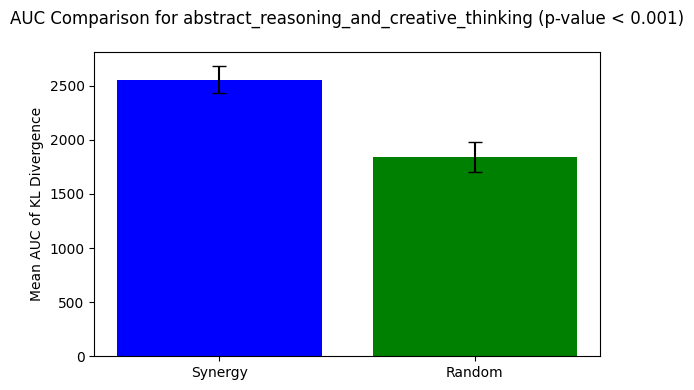 AUC Comparison for abstract_reasoning_and_creative_thinking (p-value < 0.001)
Mean AUC of KL Divergence
2500
2000
1500
1000
500
0
Synergy
Random